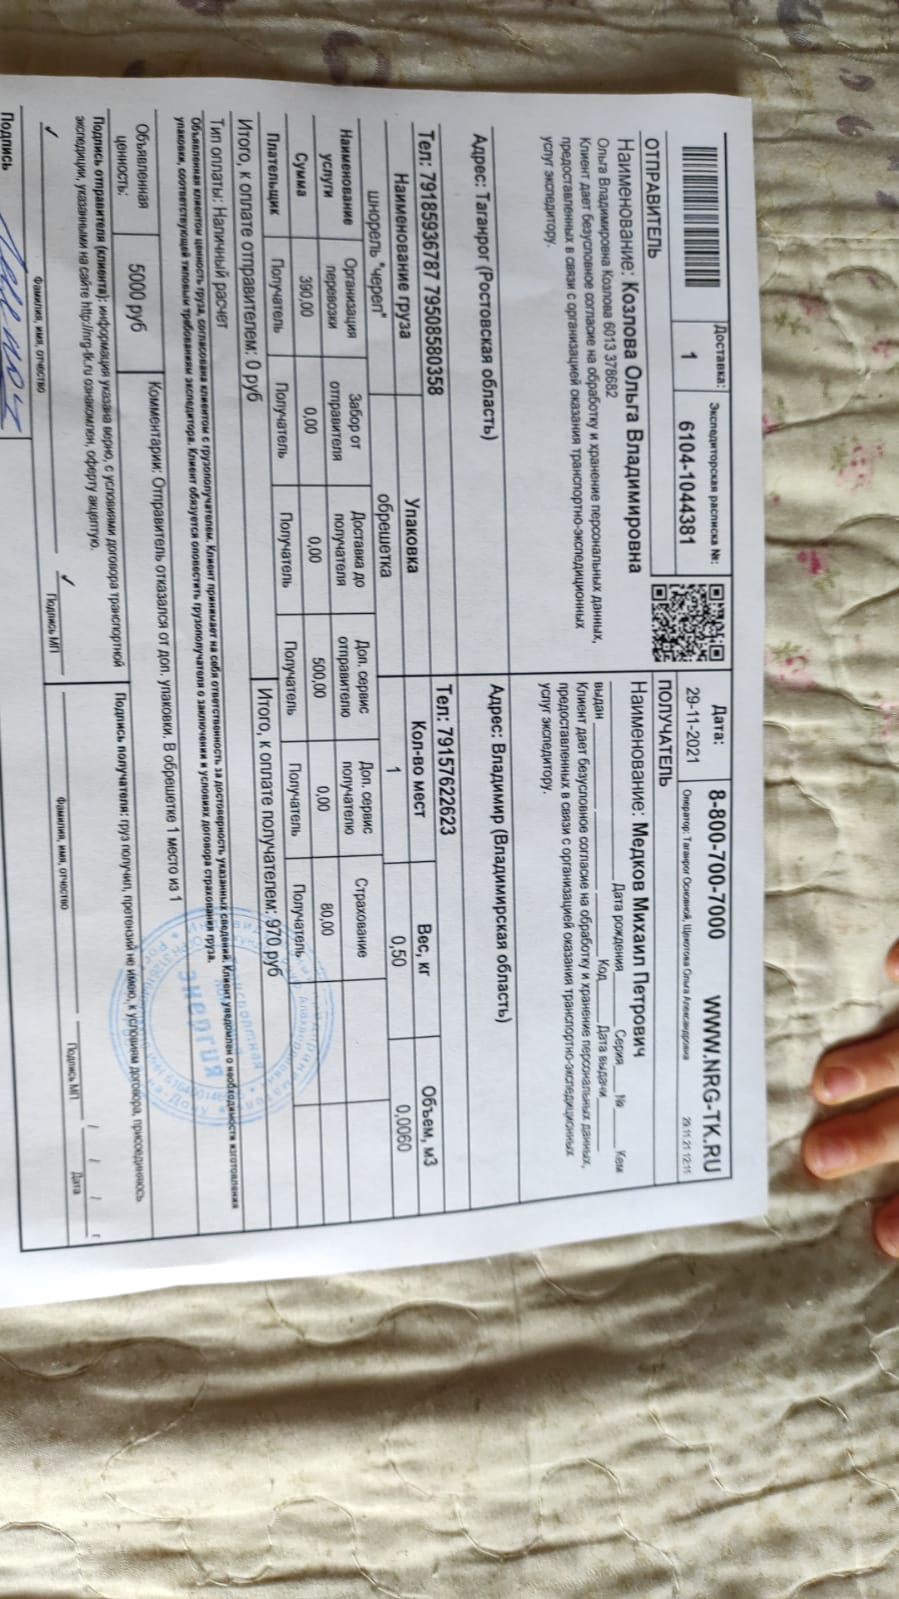 Доставка:
1
Экспедиторская расписка №:
6104-1044381
Дата:
29-11-2021
8-800-700-7000 WWW.NRG-TK.RU
Оператор: Таганрог Основной, Щекотова Ольга Александровна 29.11.21 12:11
ОТПРАВИТЕЛЬ
Наименование: Козлова Ольга Владимировна
Ольга Владимировна Козлова 6013 378682
Клиент дает безусловное согласие на обработку и хранение персональных данных,
предоставленных в связи с организацией оказания транспортно-экспедиционных
услуг экспедитору.
Адрес: Таганрог (Ростовская область)
Тел: 79185936787 79508580358
ПОЛУЧАТЕЛЬ
Наименование: Медков Михаил Петрович
Дата рождения Серия № Кем
выдан Код Дата выдачи
Клиент дает безусловное согласие на обработку и хранение персональных данных,
предоставленных в связи с организацией оказания транспортно-экспедиционных
услуг экспедитору.
Адрес: Владимир (Владимирская область)
Тел: 79157622623
Наименование груза Упаковка Кол-во мест Вес, кг Объем, м3
шнорель "череп" обрешетка 1 0,50 0,0060
Наименование услуги Организация перевозки Забор от отправителя Доставка до получателя Доп. сервис отправителю Доп. сервис получателю Страхование
Сумма 390,00 0,00 0,00 500,00 0,00 80,00
Плательщик Получатель Получатель Получатель Получатель Получатель Получатель
Итого, к оплате отправителем: 0 руб Итого, к оплате получателем: 970 руб
Тип оплаты: Наличный расчет
Объявленная клиентом ценность груза, согласована клиентом с грузополучателем. Клиент принимает на себя ответственность за достоверность указанных сведений. Клиент уведомлен о необходимости изготовления
упаковки, соответствующей типовым требованиям экспедитора. Клиент обязуется оповестить грузополучателя о заключении и условиях договора страхования груза.
Объявленная ценность: 5000 руб Комментарии: Отправитель отказался от доп. упаковки. В обрешетке 1 место из 1
Подпись отправителя (клиента): информация указана верно, с условиями договора транспортной
экспедиции, указанными на сайте http://nrg-tk.ru ознакомлен, оферту акцептую.
Фамилия, имя, отчество Подпись МП
Подпись получателя: груз получил, претензий не имею, к условиям договора, присоединяюсь
Фамилия, имя, отчество Подпись МП Дата
/ / г
Подпись
энергия